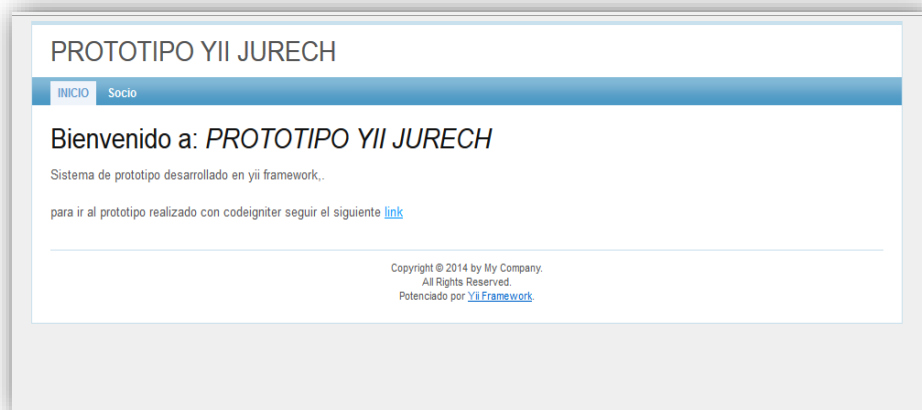 PROTOTIPO YII JURECH
INICIO Socio
Bienvenido a: PROTOTIPO YII JURECH
Sistema de prototipo desarrollado en yii framework,.
para ir al prototipo realizado con codeigniter seguir el siguiente link
Copyright © 2014 by My Company.
All Rights Reserved.
Potenciado por Yii Framework.